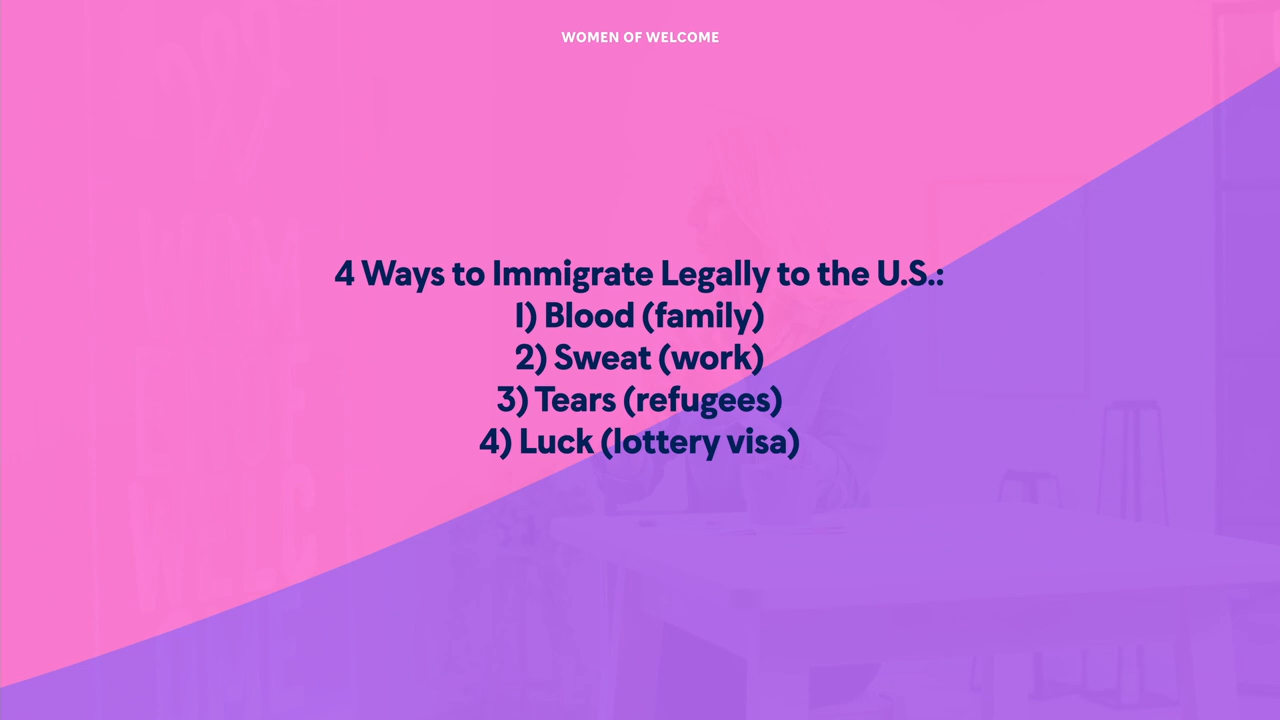 WOMEN OF WELCOME
4 Ways to Immigrate Legally to the U.S.:
1) Blood (family)
2) Sweat (work)
3) Tears (refugees)
4) Luck (lottery visa)